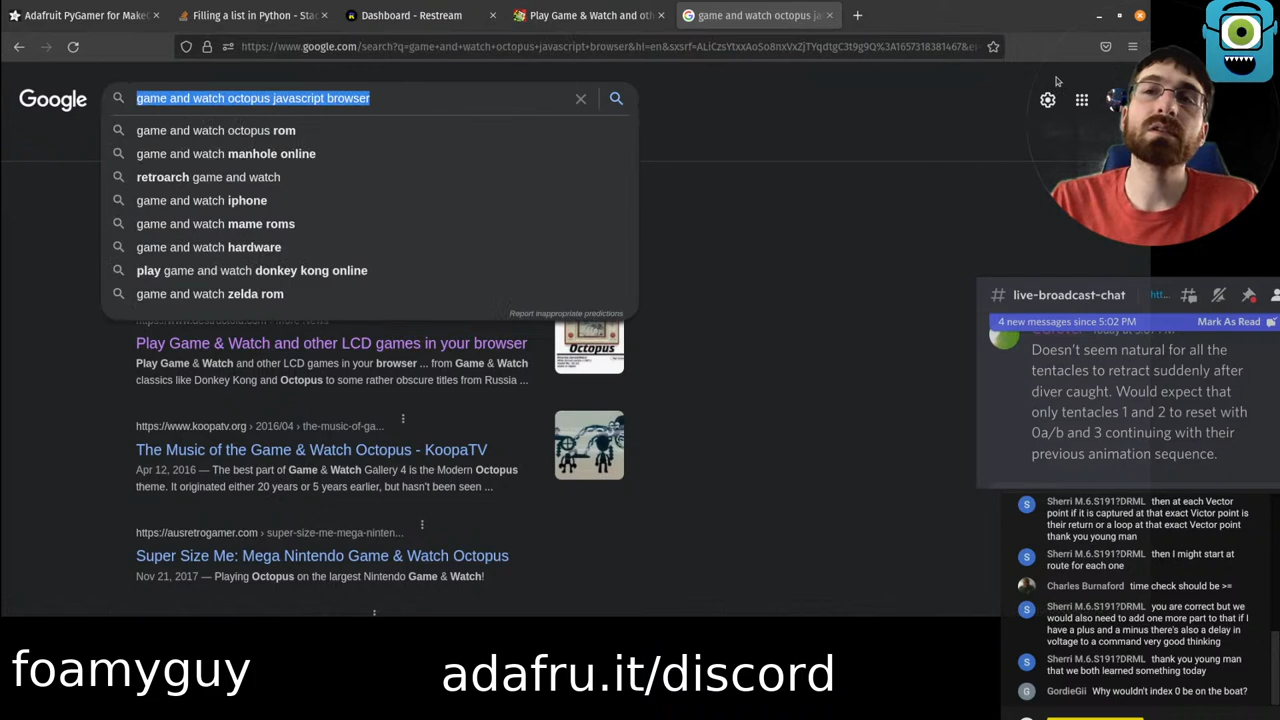 Adafruit PyGamer for MakeC
Filling a list in Python - Stac
Dashboard - Restream
Play Game & Watch and oth
game and watch octopus ja
https://www.google.com/search?q=game+and+watch+octopus+javascript+browser&hl=en&sxsrf=ALiCzsYtxxAoSo8nxVxZjTYqdtgC3t9g9Q%3A1657318381467&e
Google
game and watch octopus javascript browser
game and watch octopus rom
game and watch manhole online
retroarch game and watch
game and watch iphone
game and watch mame roms
game and watch hardware
play game and watch donkey kong online
game and watch zelda rom
Report inappropriate predictions
Play Game & Watch and other LCD games in your browser
Play Game & Watch and other LCD games in your browser ... from Game & Watch
classics like Donkey Kong and Octopus to some rather obscure titles from Russia ...
Octopus
https://www.koopatv.org › 2016/04 › the-music-of-ga...
The Music of the Game & Watch Octopus - KoopaTV
Apr 12, 2016 — The best part of Game & Watch Gallery 4 is the Modern Octopus
theme. It originated either 20 years or 5 years earlier, but hasn't been seen ...
https://ausretrogamer.com › super-size-me-mega-ninten...
Super Size Me: Mega Nintendo Game & Watch Octopus
Nov 21, 2017 — Playing Octopus on the largest Nintendo Game & Watch!
# live-broadcast-chat
htt...
4 new messages since 5:02 PM
Mark As Read
Doesn't seem natural for all the
tentacles to retract suddenly after
diver caught. Would expect that
only tentacles 1 and 2 to reset with
0a/b and 3 continuing with their
previous animation sequence.
Sherri M.6.S191?DRML then at each Vector
point if it is captured at that exact Victor point is
their return or a loop at that exact Vector point
thank you young man
Sherri M.6.S191?DRML then I might start at
route for each one
Charles Burnaford time check should be >=
Sherri M.6.S191?DRML you are correct but we
would also need to add one more part to that if I
have a plus and a minus there's also a delay in
voltage to a command very good thinking
Sherri M.6.S191?DRML thank you young man
that we both learned something today
GordieGii Why wouldn't index 0 be on the boat?
foamyguy
adafru.it/discord